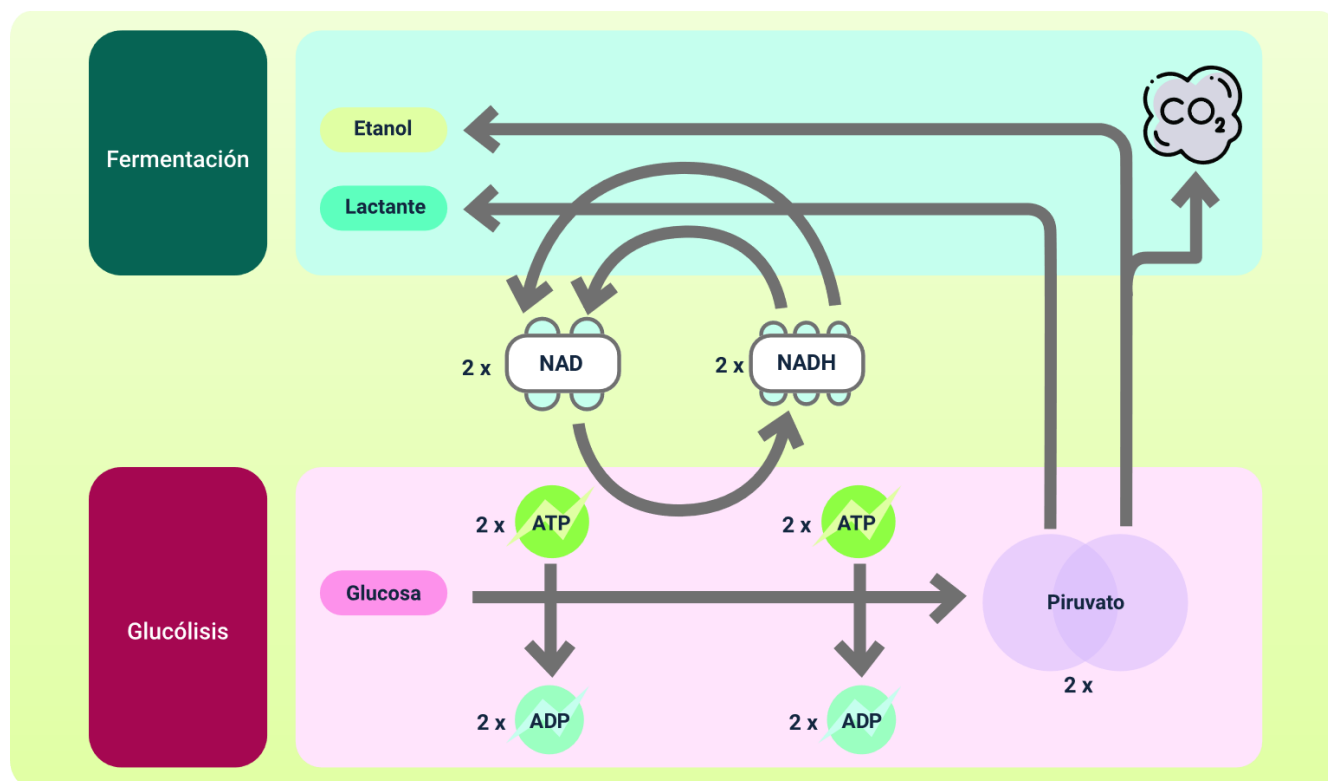 Fermentación
Etanol
CO₂
Lactante
2 x NAD
2 x NADH
2 x ATP
2 x ATP
Glucosa
Piruvato
Glucólisis
2 x
2 x ADP
2 x ADP